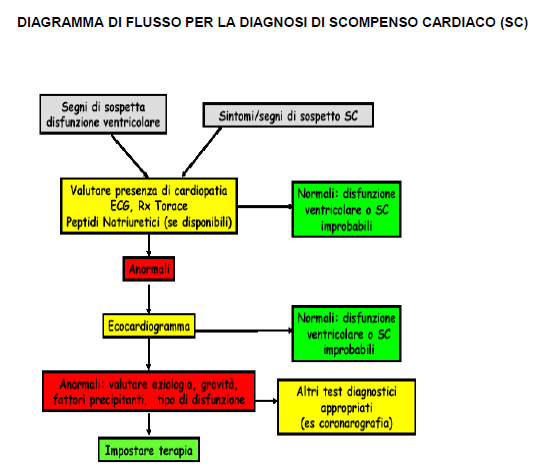 DIAGRAMMA DI FLUSSO PER LA DIAGNOSI DI SCOMPENSO CARDIACO (SC)
Segni di sospetta
disfunzione ventricolare
Sintomi/segni di sospetto SC
Valutare presenza di cardiopatia
ECG, Rx Torace
Peptidi Natriuretici (se disponibili)
Normali: disfunzione
ventricolare o SC
improbabili
Anormali
Ecocardiogramma
Normali: disfunzione
ventricolare o SC
improbabili
Anormali: valutare eziologia, gravità,
fattori precipitanti, tipo di disfunzione
Altri test diagnostici
appropriati
(es coronarografia)
Impostare terapia